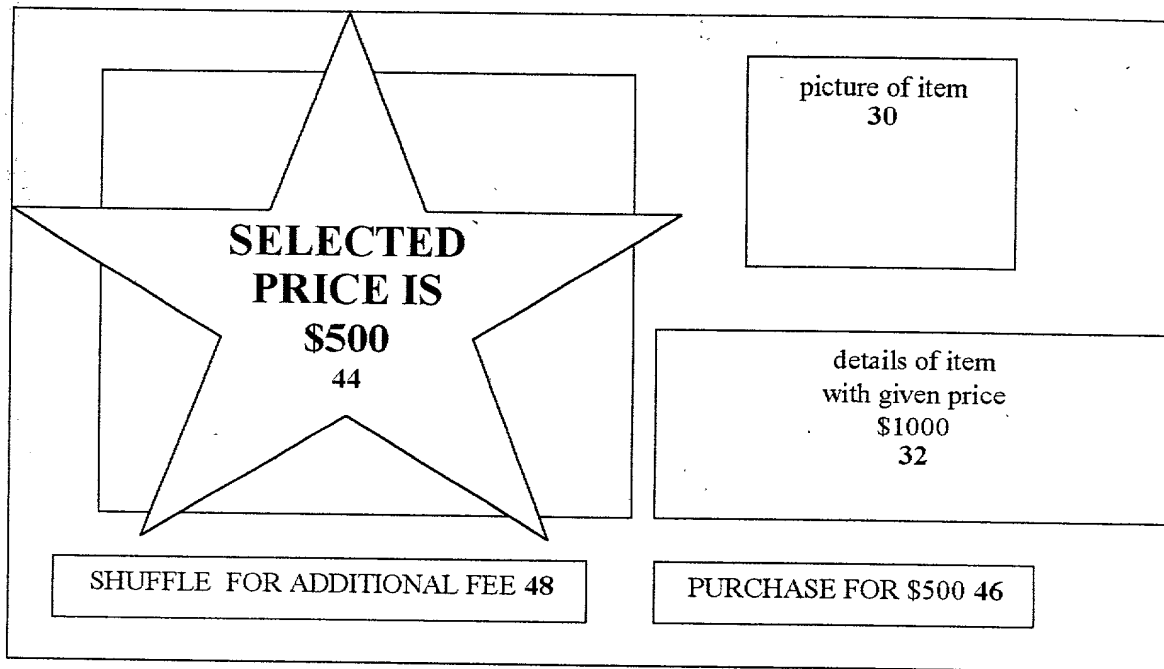 SELECTED
PRICE IS
$500
44
picture of item
30
details of item
with given price
$1000
32
SHUFFLE FOR ADDITIONAL FEE 48
PURCHASE FOR $500 46